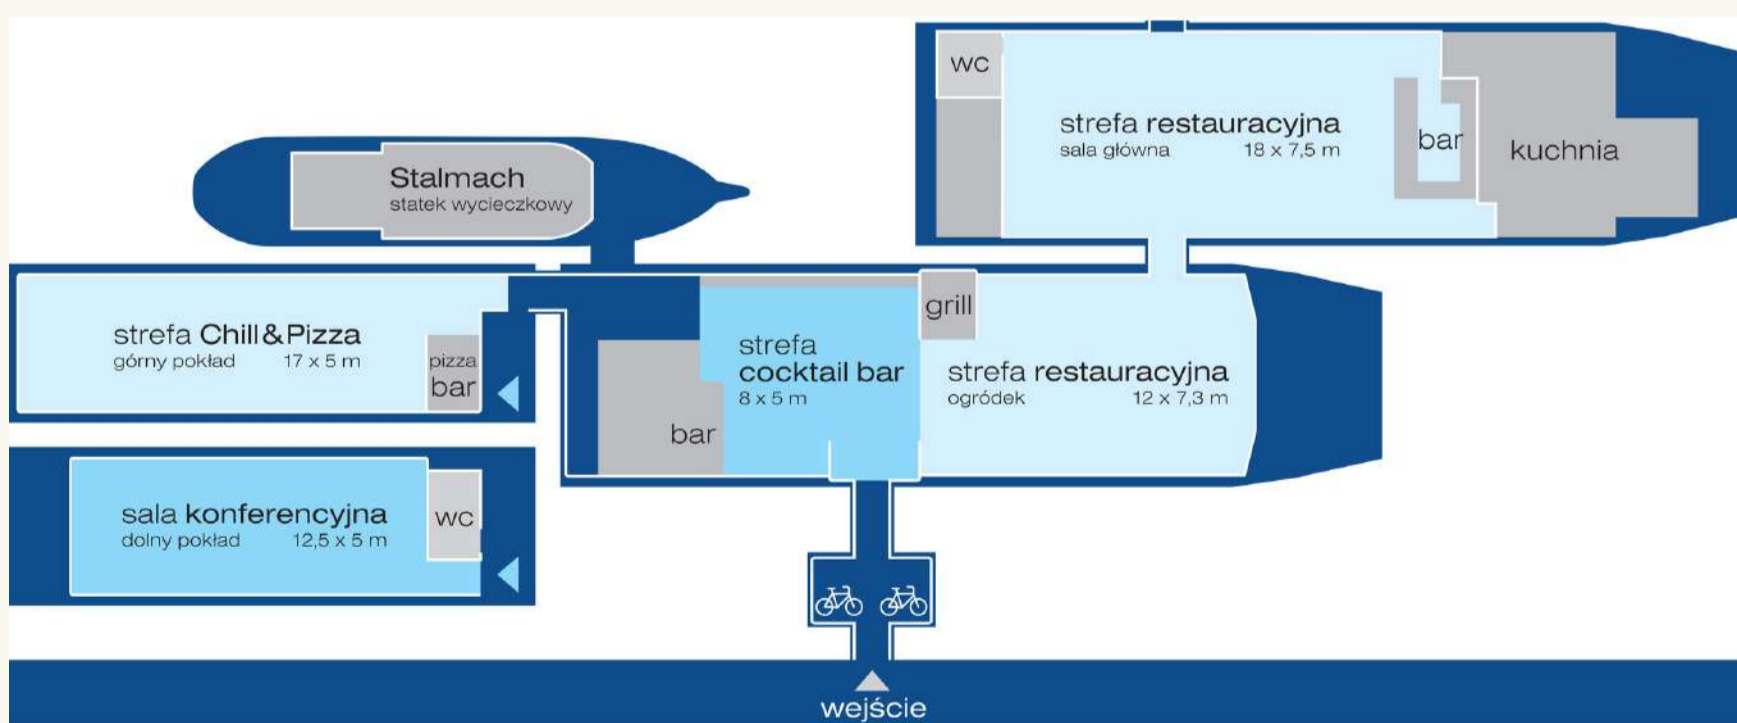 wc
strefa restauracyjna
sala główna 18 x 7,5 m
bar
kuchnia
Stalmach
statek wycieczkowy
strefa Chill & Pizza
górny pokład 17 x 5 m
pizza
bar
strefa
cocktail bar
8 x 5 m
bar
grill
strefa restauracyjna
ogródek 12 x 7,3 m
sala konferencyjna
dolny pokład 12,5 x 5 m
wc
wejście